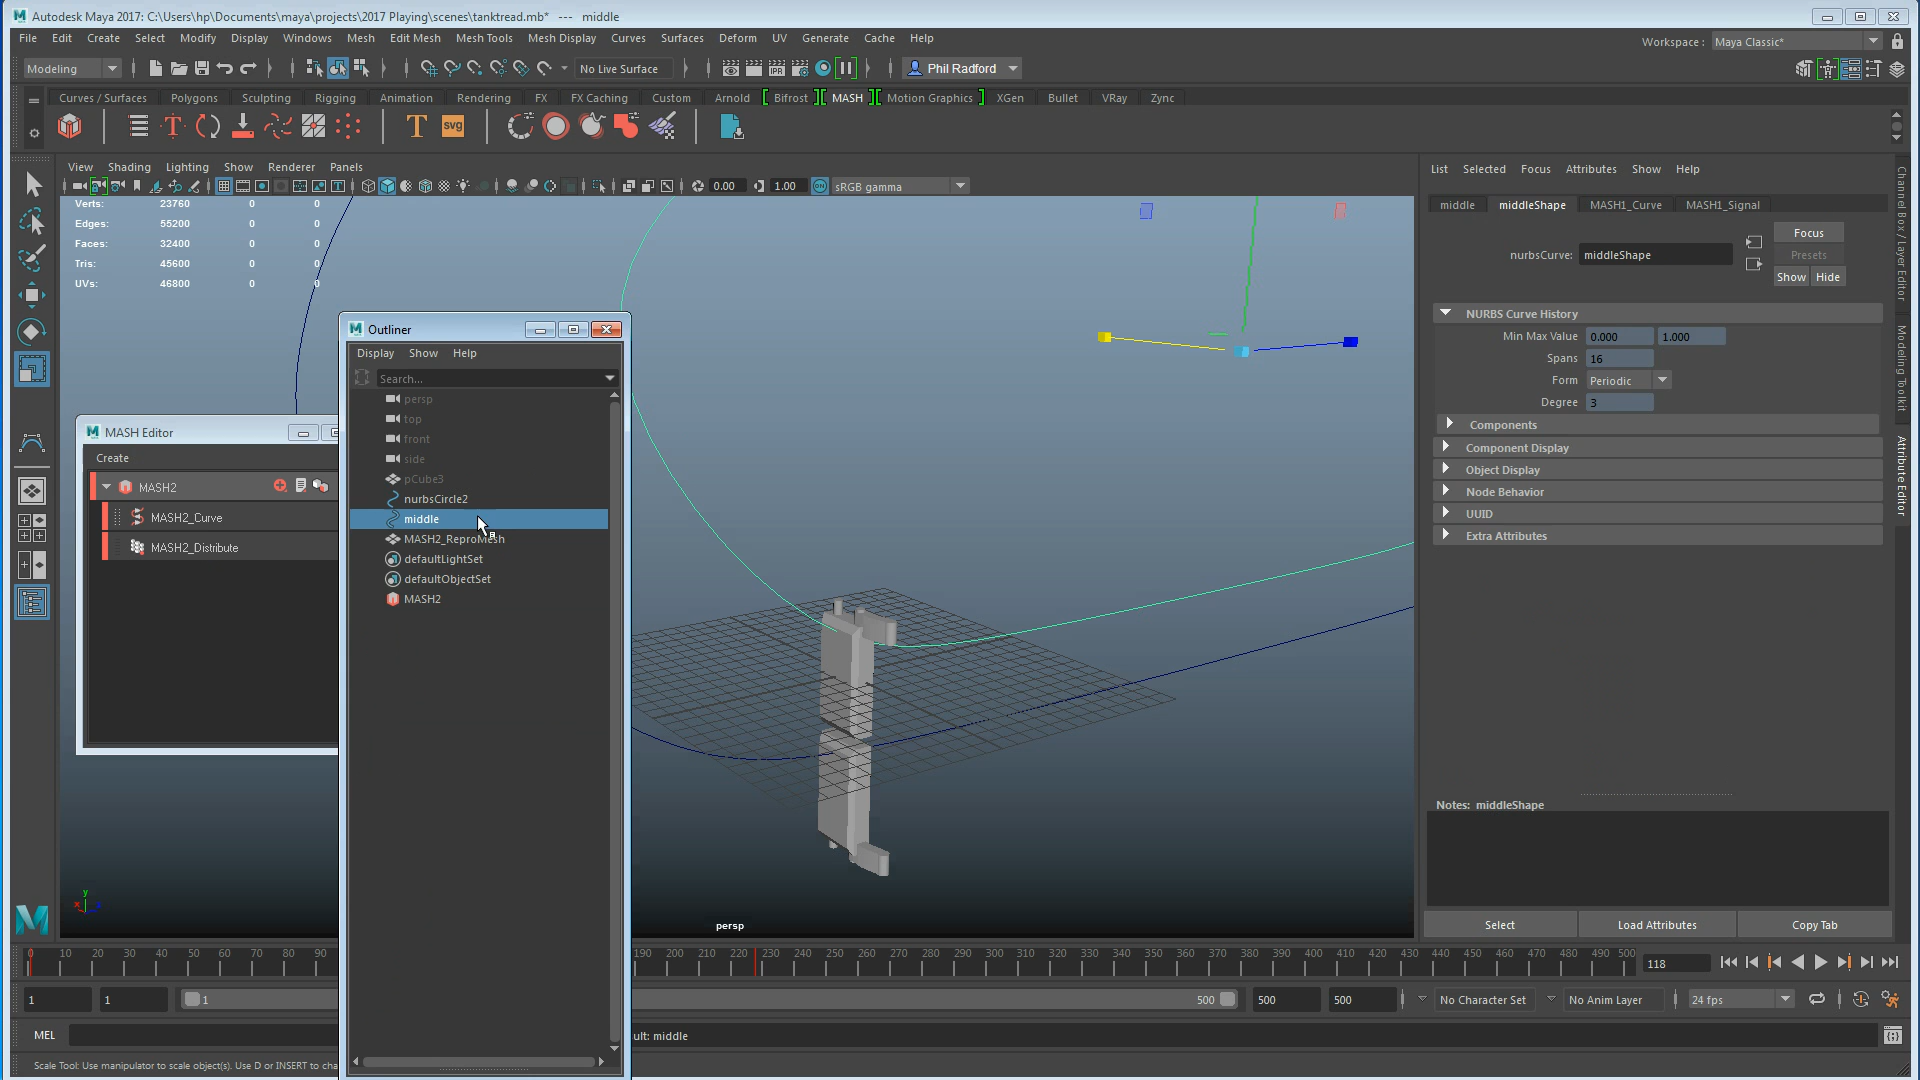 Autodesk Maya 2017: C:\Users\hp\Documents\maya\projects\2017 Playing\scenes\tanktread.mb* --- middle
File Edit Create Select Modify Display Windows Mesh Edit Mesh Mesh Tools Mesh Display Curves Surfaces Deform UV Generate Cache Help
Workspace : Maya Classic*
Modeling No Live Surface Phil Radford
Curves / Surfaces Polygons Sculpting Rigging Animation Rendering FX FX Caching Custom Arnold Bifrost MASH Motion Graphics XGen Bullet VRay Zync
T T svg
View Shading Lighting Show Renderer Panels
0.00 1.00 ON sRGB gamma
Verts: 23760 0 0
Edges: 55200 0 0
Faces: 32400 0 0
Tris: 45600 0 0
UVs: 46800 0 0
Outliner
Display Show Help
Search...
persp
top
front
side
pCube3
nurbsCircle2
middle
MASH2_ReproMesh
defaultLightSet
defaultObjectSet
MASH2
MASH Editor
Create
MASH2
MASH2_Curve
MASH2_Distribute
y
x
persp
List Selected Focus Attributes Show Help
middle middleShape MASH1_Curve MASH1_Signal
nurbsCurve: middleShape
Focus
Presets
Show Hide
NURBS Curve History
Min Max Value 0.000 1.000
Spans 16
Form Periodic
Degree 3
Components
Component Display
Object Display
Node Behavior
UUID
Extra Attributes
Notes: middleShape
Select Load Attributes Copy Tab
Channel Box / Layer Editor
Modeling Toolkit
Attribute Editor
0 10 20 30 40 50 60 70 80 90 190 200 210 220 230 240 250 260 270 280 290 300 310 320 330 340 350 360 370 380 390 400 410 420 430 440 450 460 470 480 490 500
118
1 1 1 500 500 500 No Character Set No Anim Layer 24 fps
MEL ult: middle
Scale Tool: Use manipulator to scale object(s). Use D or INSERT to cha